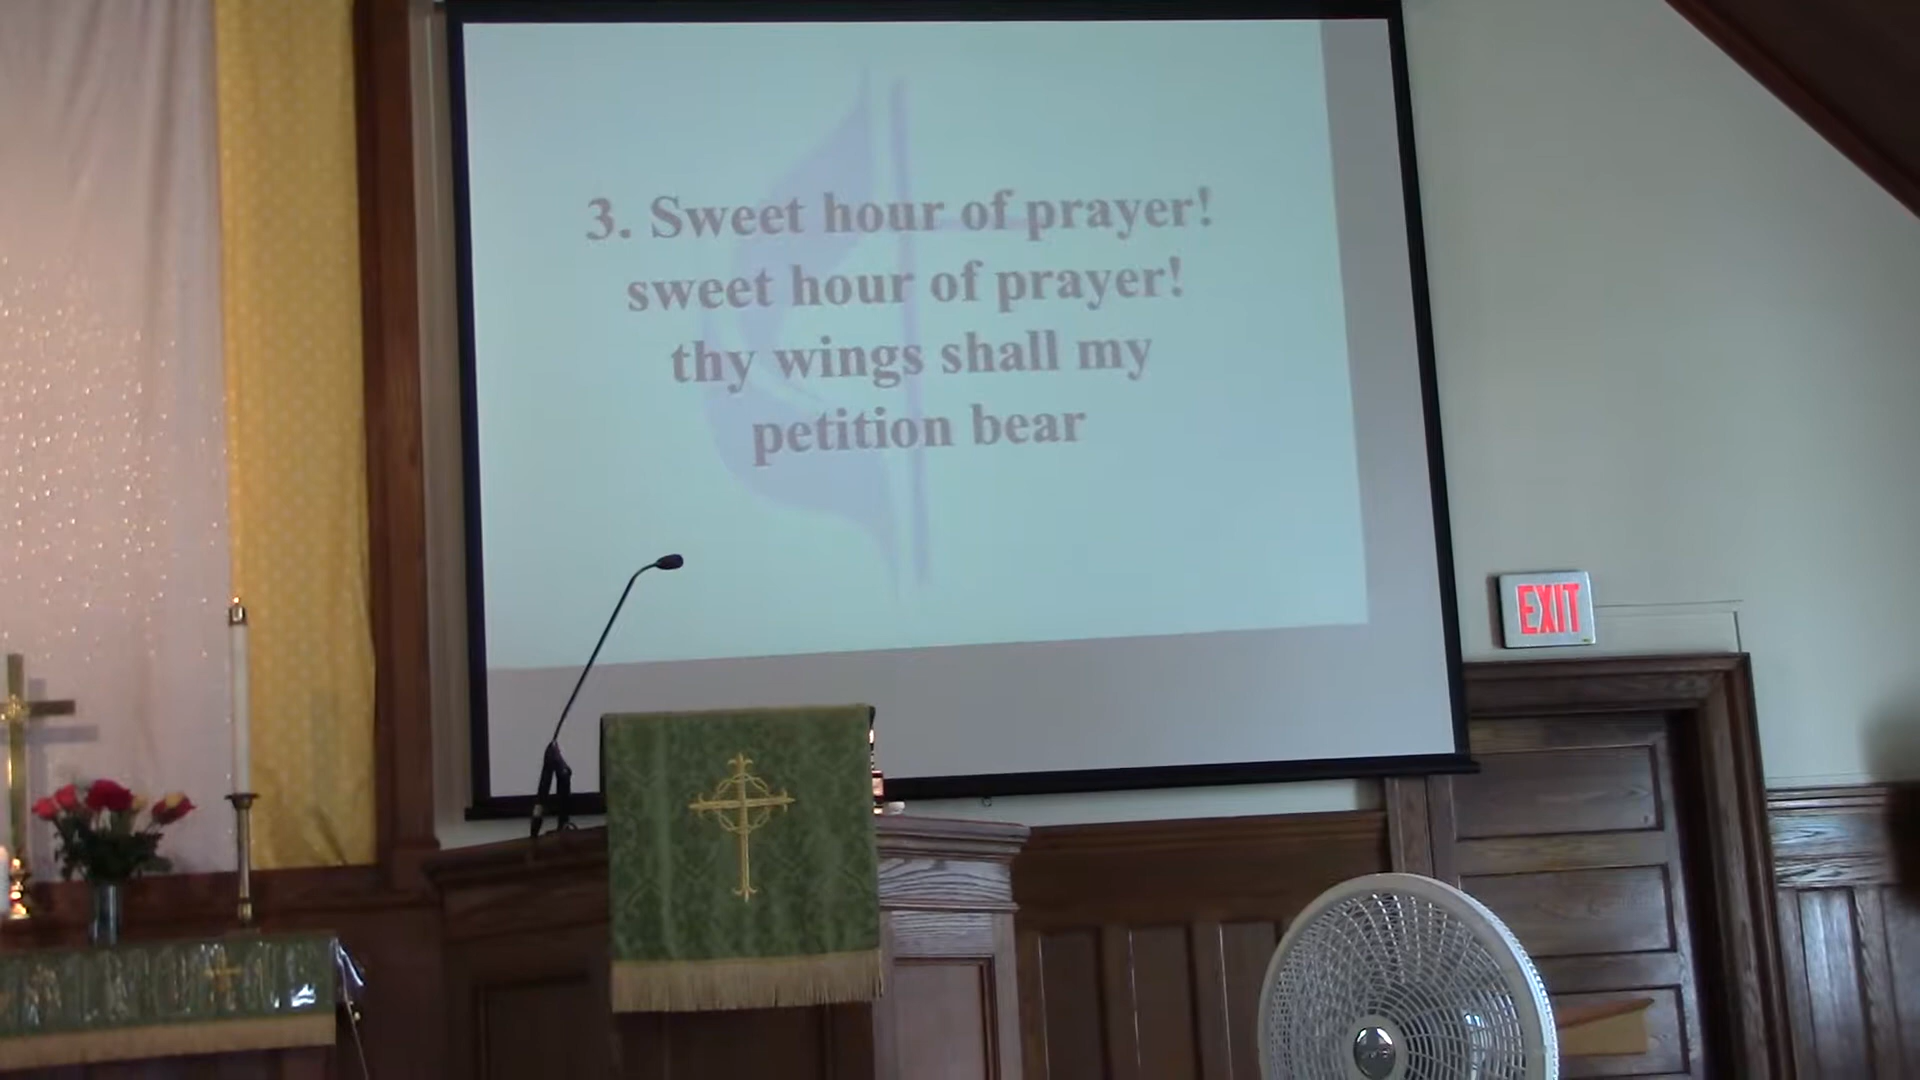 3. Sweet hour of prayer!
sweet hour of prayer!
thy wings shall my
petition bear
EXIT